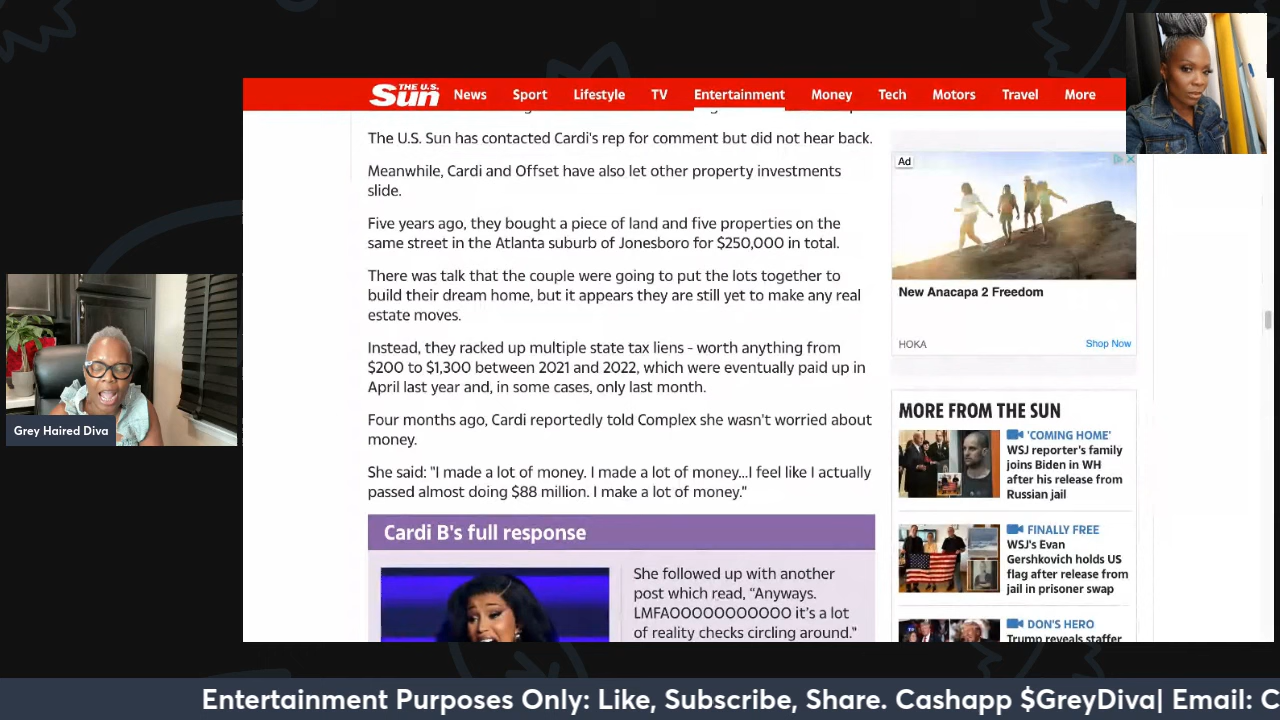 THE U.S.
Sun
News Sport Lifestyle TV Entertainment Money Tech Motors Travel More
The U.S. Sun has contacted Cardi's rep for comment but did not hear back.
Meanwhile, Cardi and Offset have also let other property investments
slide.
Five years ago, they bought a piece of land and five properties on the
same street in the Atlanta suburb of Jonesboro for $250,000 in total.
There was talk that the couple were going to put the lots together to
build their dream home, but it appears they are still yet to make any real
estate moves.
Instead, they racked up multiple state tax liens - worth anything from
$200 to $1,300 between 2021 and 2022, which were eventually paid up in
April last year and, in some cases, only last month.
Four months ago, Cardi reportedly told Complex she wasn't worried about
money.
She said: "I made a lot of money. I made a lot of money...I feel like I actually
passed almost doing $88 million. I make a lot of money."
Cardi B's full response
She followed up with another
post which read, "Anyways.
LMFAOOOOOOOOOOO it's a lot
of reality checks circling around."
Ad
New Anacapa 2 Freedom
HOKA
Shop Now
MORE FROM THE SUN
'COMING HOME'
WSJ reporter's family
joins Biden in WH
after his release from
Russian jail
FINALLY FREE
WSJ's Evan
Gershkovich holds US
flag after release from
jail in prisoner swap
DON'S HERO
Trump reveals staffer
Grey Haired Diva
Entertainment Purposes Only: Like, Subscribe, Share. Cashapp $GreyDiva| Email: C